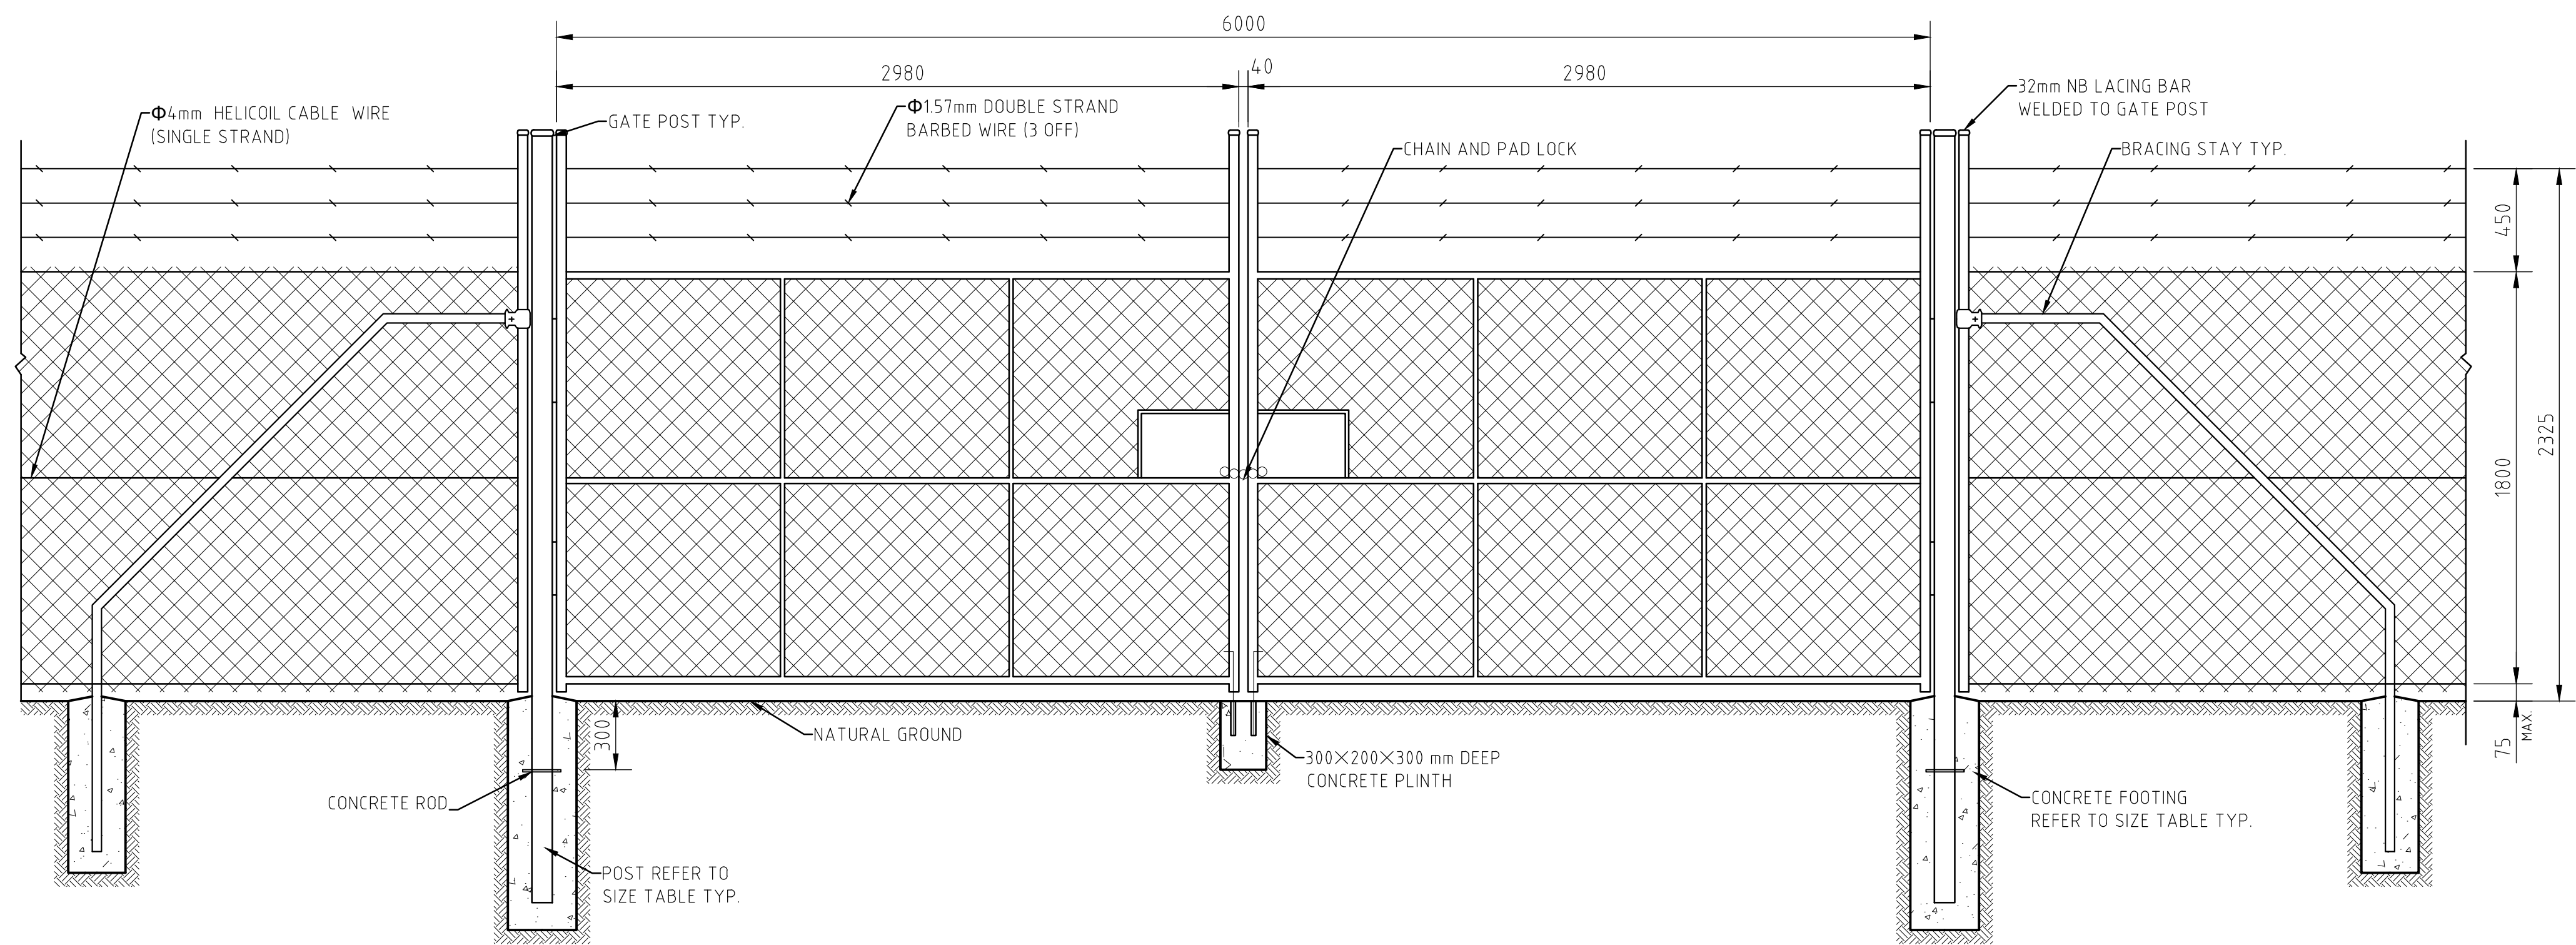 6000
2980
40
2980
Φ4mm HELICOIL CABLE WIRE
(SINGLE STRAND)
GATE POST TYP.
Φ1.57mm DOUBLE STRAND
BARBED WIRE (3 OFF)
CHAIN AND PAD LOCK
32mm NB LACING BAR
WELDED TO GATE POST
BRACING STAY TYP.
450
1800
2325
75
MAX.
300
NATURAL GROUND
300×200×300 mm DEEP
CONCRETE PLINTH
CONCRETE ROD
CONCRETE FOOTING
REFER TO SIZE TABLE TYP.
POST REFER TO
SIZE TABLE TYP.